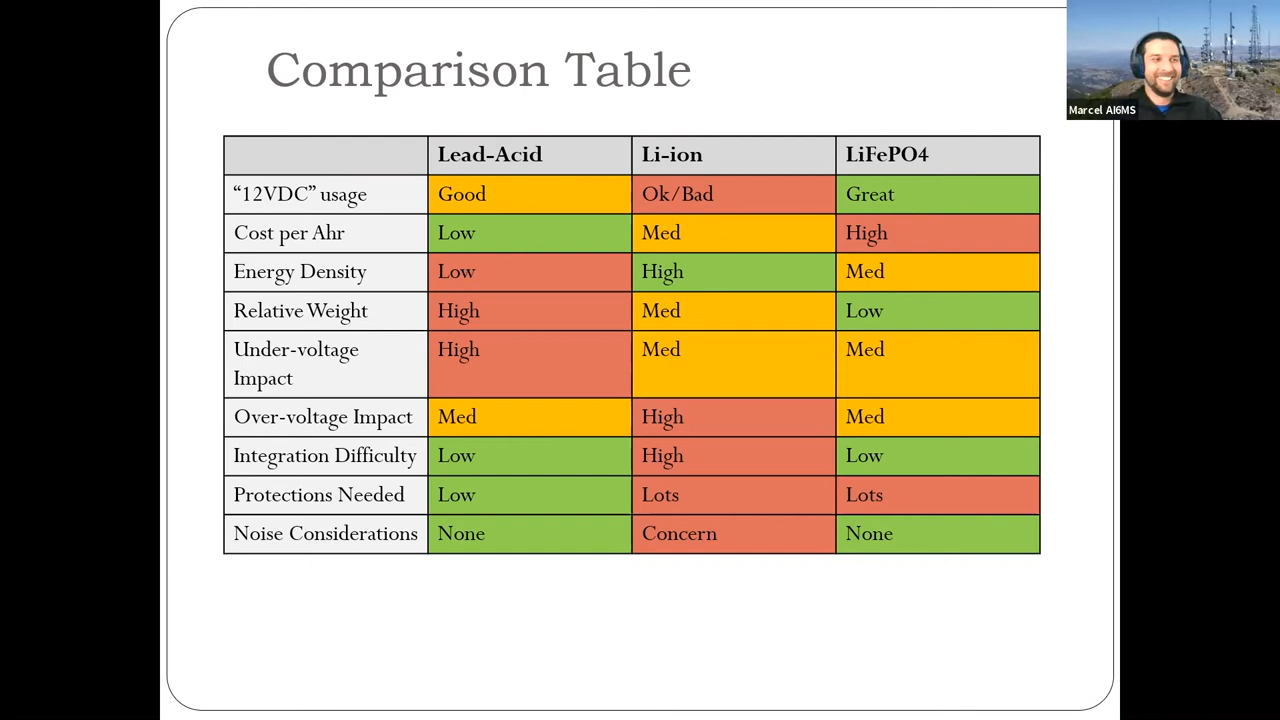 Comparison Table
Marcel AI6MS
Lead-Acid Li-ion LiFePO4
“12VDC” usage Good Ok/Bad Great
Cost per Ahr Low Med High
Energy Density Low High Med
Relative Weight High Med Low
Under-voltage High Med Med
Impact
Over-voltage Impact Med High Med
Integration Difficulty Low High Low
Protections Needed Low Lots Lots
Noise Considerations None Concern None